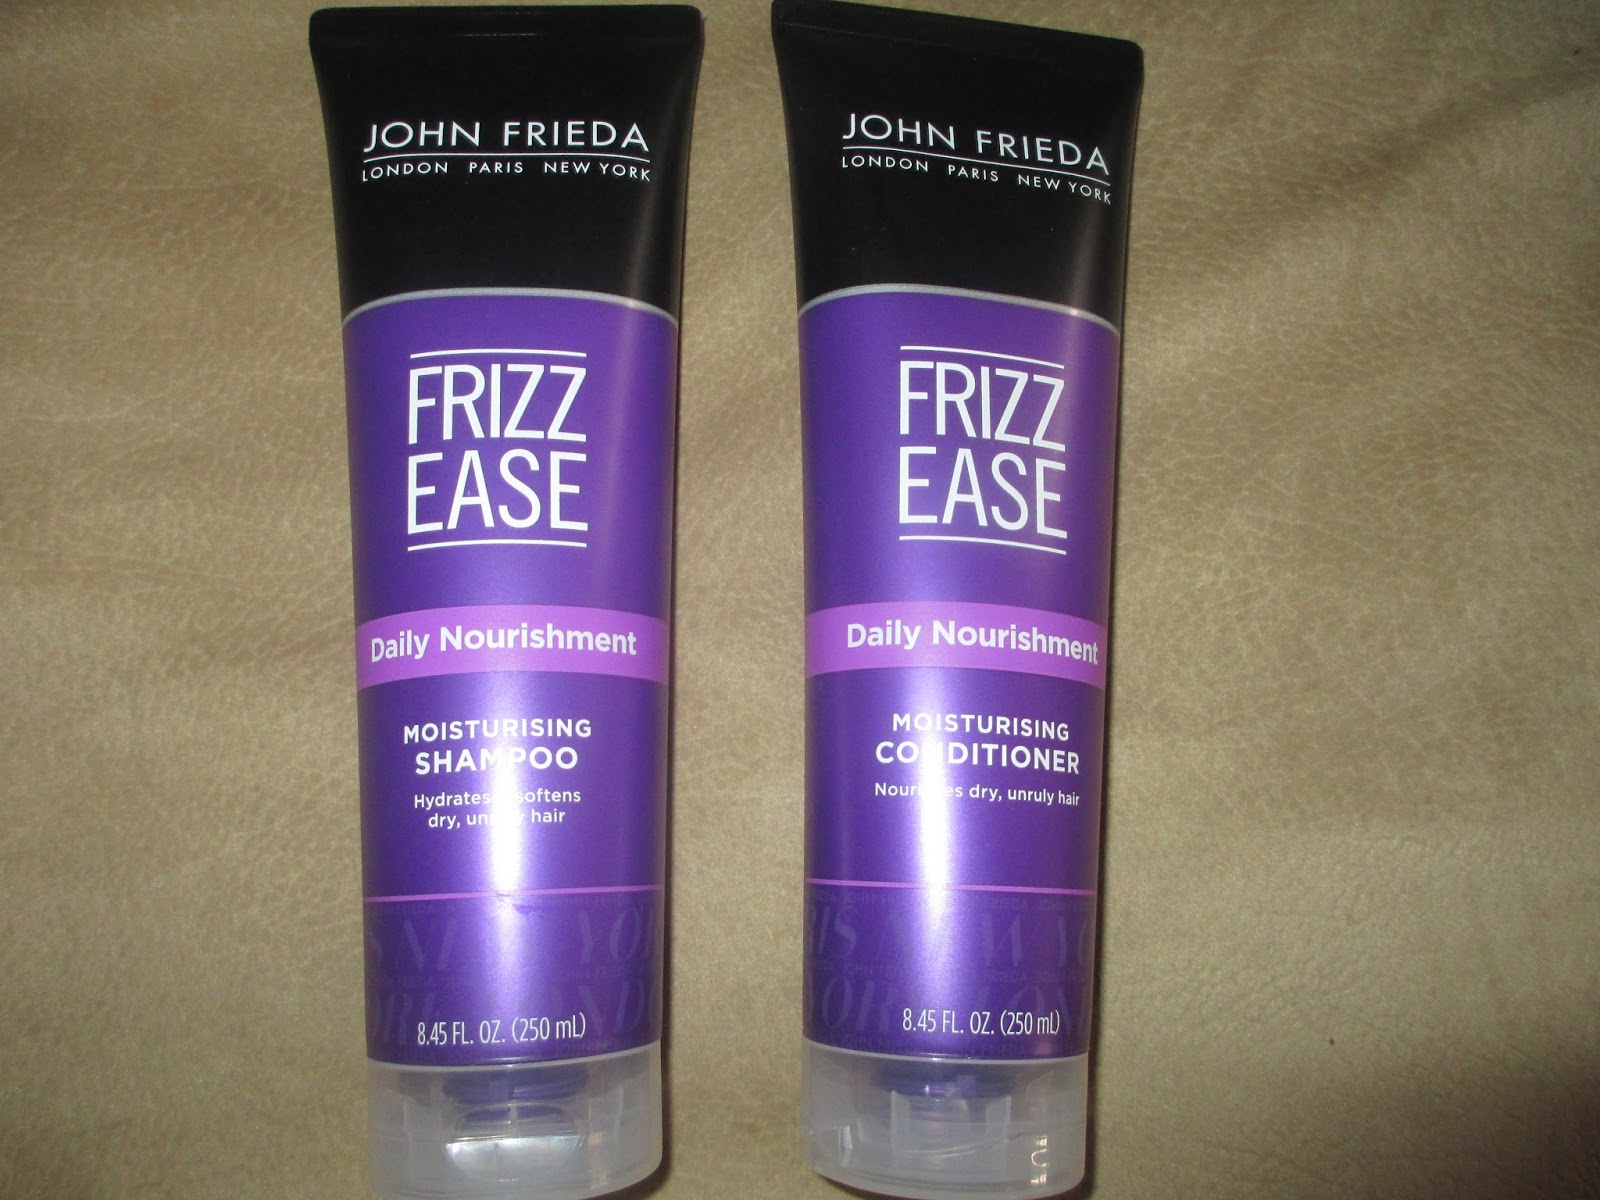 JOHN FRIEDA
LONDON PARIS NEW YORK
FRIZZ
EASE
Daily Nourishment
MOISTURISING
SHAMPOO
Hydrates softens
dry, hair
8.45 FL. OZ. (250 mL)
JOHN FRIEDA
LONDON PARIS NEW YORK
FRIZZ
EASE
Daily Nourishment
MOISTURISING
CONDITIONER
dry, unruly hair
8.45 FL. OZ. (250 mL)